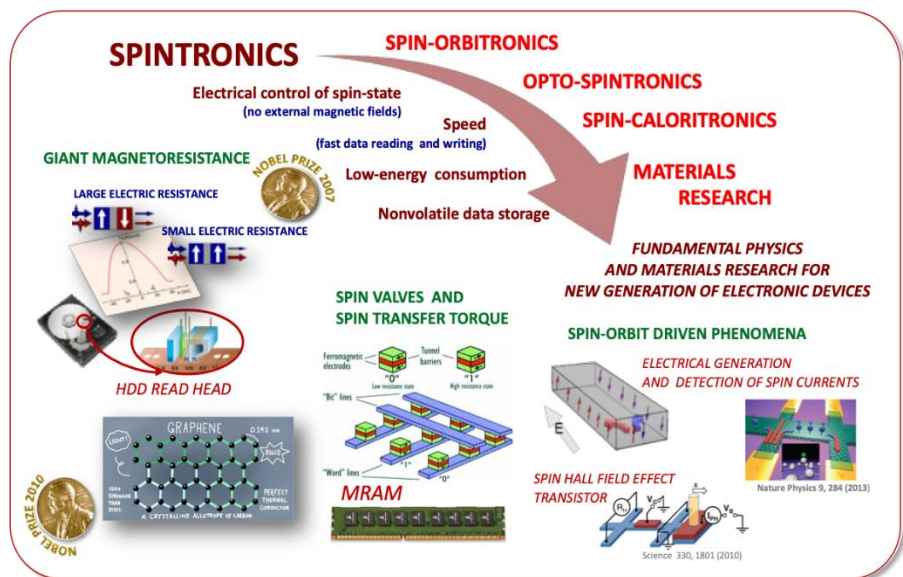 SPINTRONICS
SPIN-ORBITRONICS
OPTO-SPINTRONICS
SPIN-CALORITRONICS
MATERIALS
RESEARCH
Electrical control of spin-state
(no external magnetic fields)
Speed
(fast data reading and writing)
Low-energy consumption
Nonvolatile data storage
FUNDAMENTAL PHYSICS
AND MATERIALS RESEARCH FOR
NEW GENERATION OF ELECTRONIC DEVICES
GIANT MAGNETORESISTANCE
NOBEL PRIZE 2007
LARGE ELECTRIC RESISTANCE
SMALL ELECTRIC RESISTANCE
HDD READ HEAD
SPIN VALVES AND
SPIN TRANSFER TORQUE
Ferromagnetic
electrodes
Tunnel
barriers
"0"
Low resistance state
"1"
High resistance state
"Bit" lines
"Word" lines
"1"
"0"
MRAM
SPIN-ORBIT DRIVEN PHENOMENA
ELECTRICAL GENERATION
AND DETECTION OF SPIN CURRENTS
E
Nature Physics 9, 284 (2013)
SPIN HALL FIELD EFFECT
TRANSISTOR
x
Science 330, 1801 (2010)
NOBEL PRIZE 2010
GRAPHENE
LIGHT!
0.142 nm
STRONGER
THAN
STEEL
PERFECT
THERMAL
CONDUCTOR
A CRYSTALLINE ALLOTROPE OF CARBON